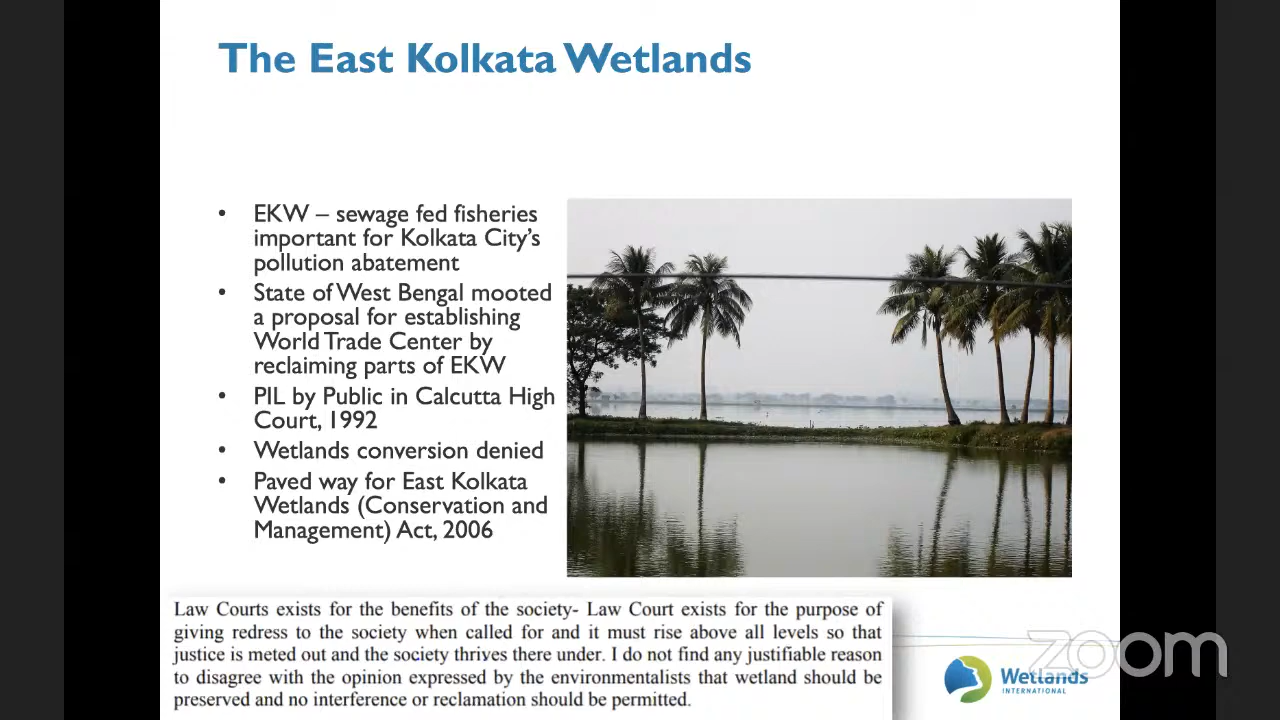 The East Kolkata Wetlands
• EKW – sewage fed fisheries
important for Kolkata City's
pollution abatement
• State of West Bengal mooted
a proposal for establishing
World Trade Center by
reclaiming parts of EKW
• PIL by Public in Calcutta High
Court, 1992
• Wetlands conversion denied
• Paved way for East Kolkata
Wetlands (Conservation and
Management) Act, 2006
Law Courts exists for the benefits of the society- Law Court exists for the purpose of
giving redress to the society when called for and it must rise above all levels so that
justice is meted out and the society thrives there under. I do not find any justifiable reason
to disagree with the opinion expressed by the environmentalists that wetland should be
preserved and no interference or reclamation should be permitted.
zoom
Wetlands
INTERNATIONAL